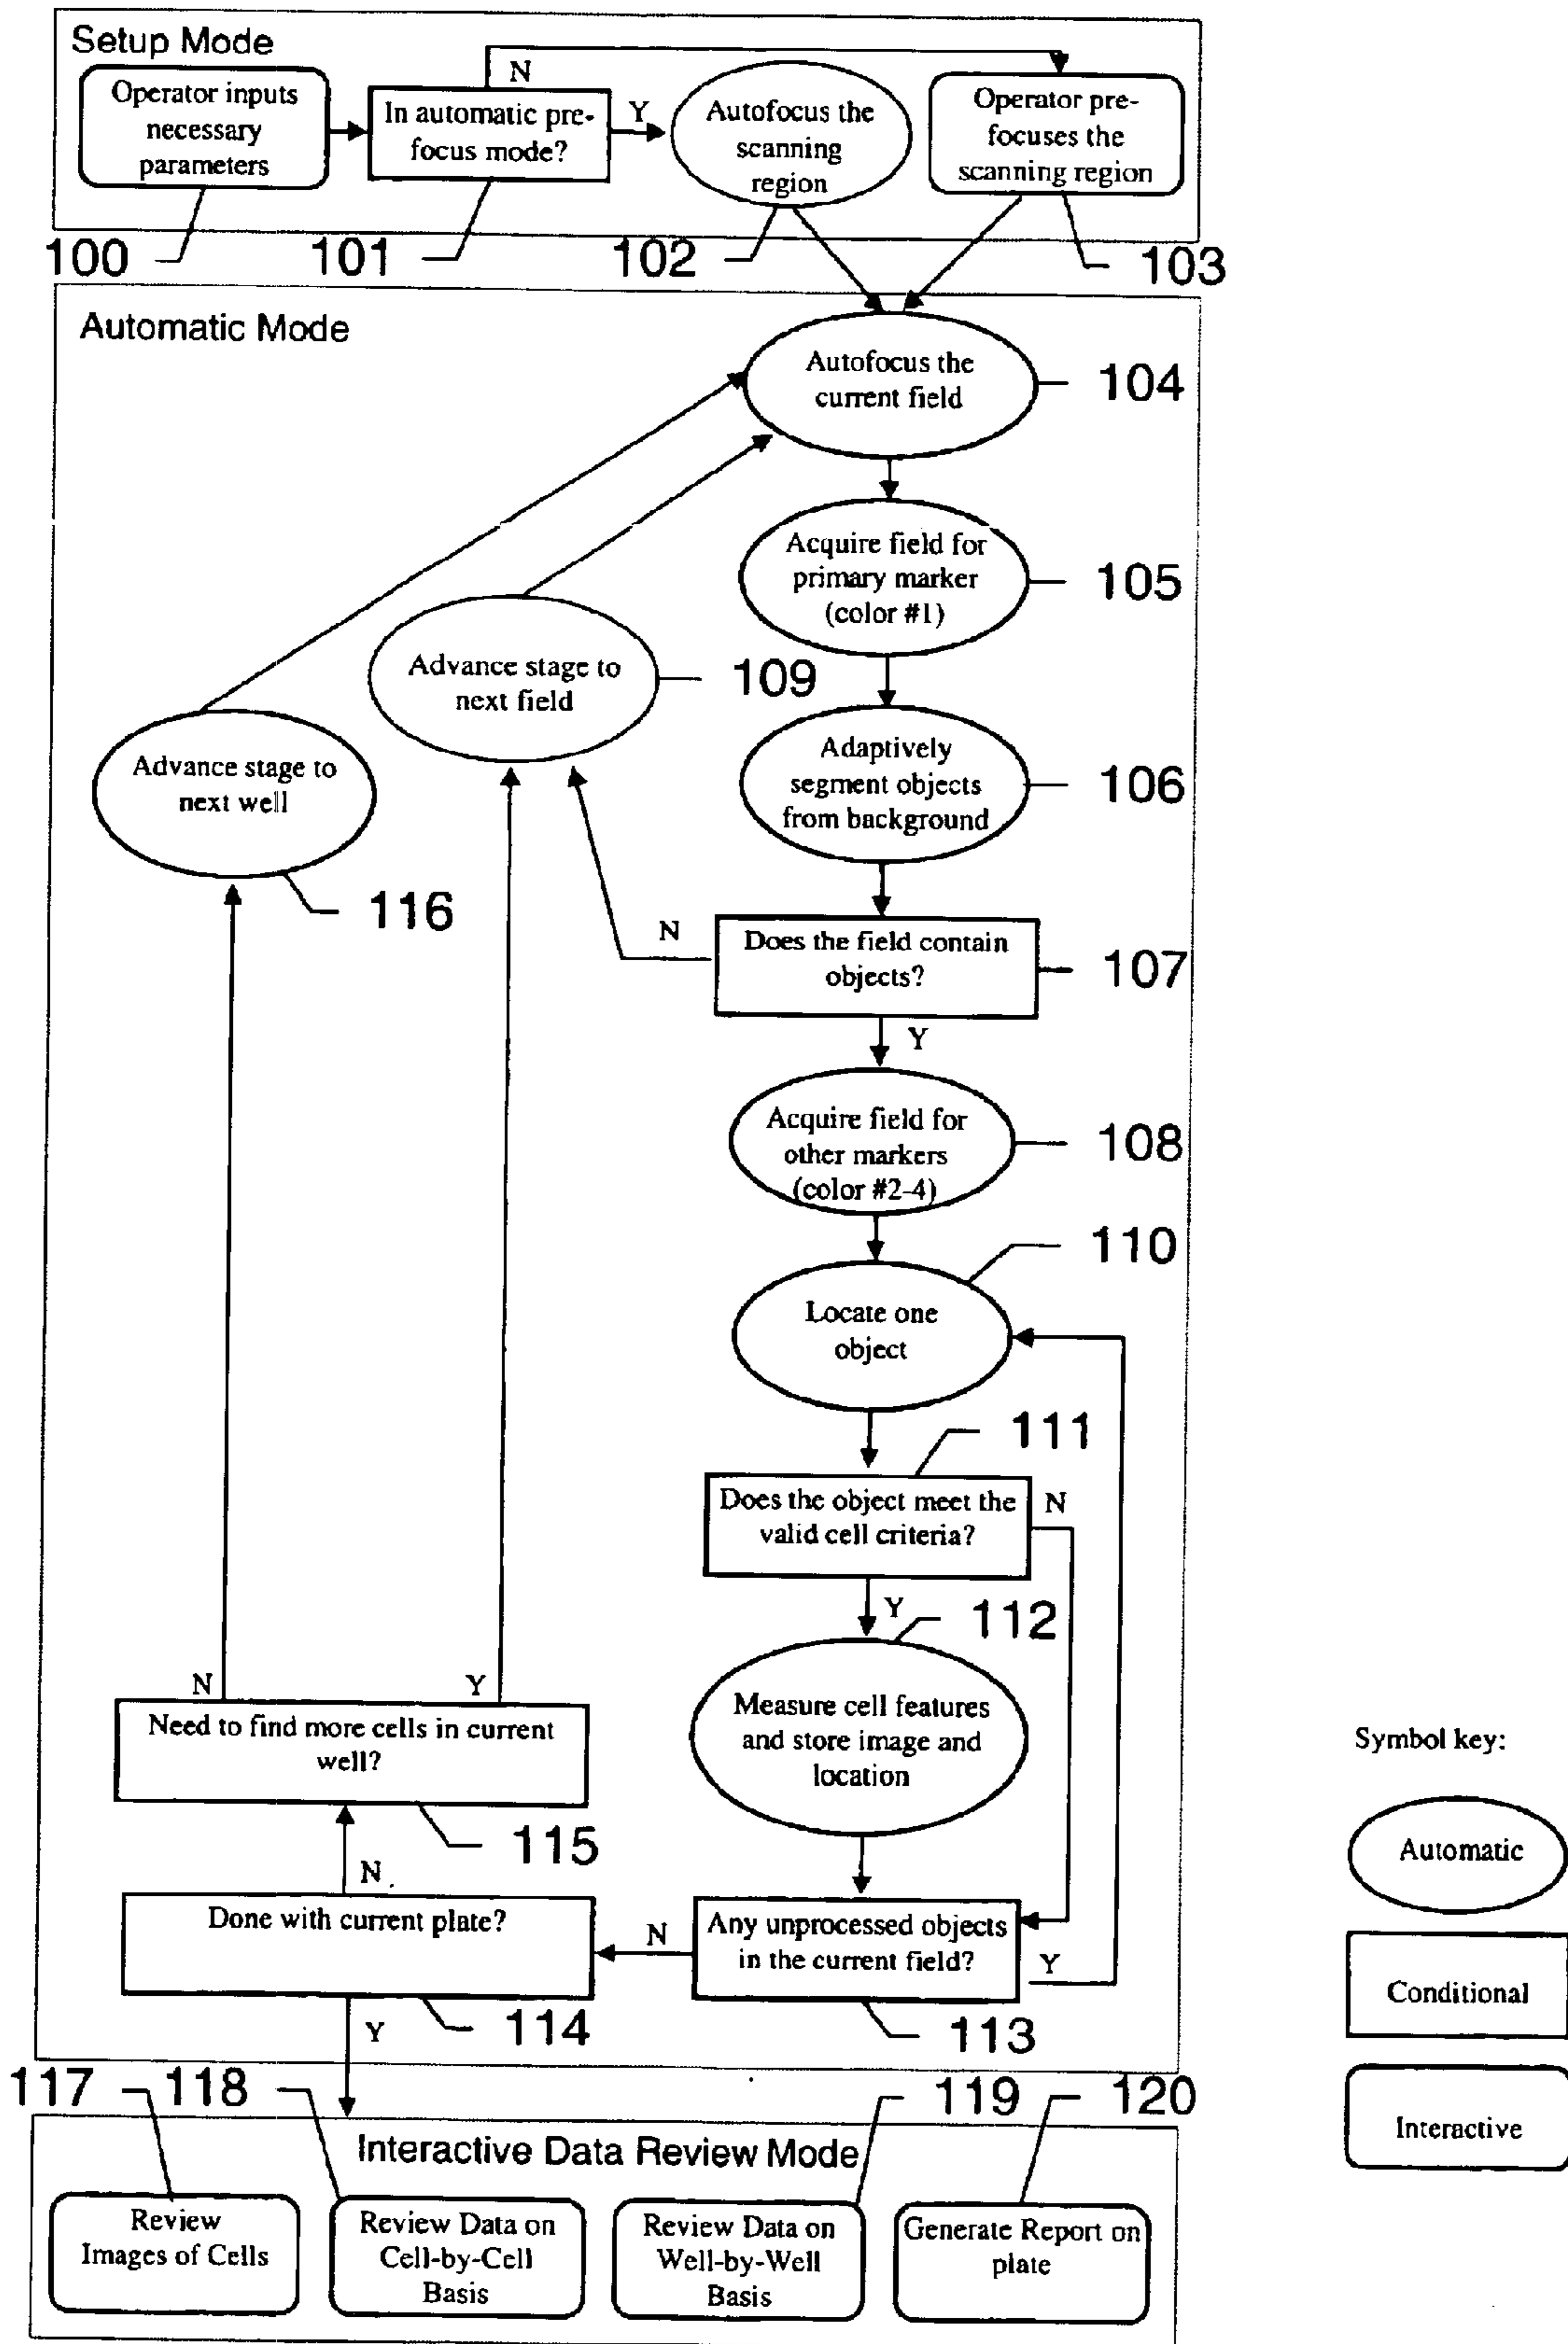 Setup Mode
Operator inputs
necessary
parameters
In automatic pre-
focus mode?
N
Y
Autofocus the
scanning
region
Operator pre-
focuses the
scanning region
100
101
102
103
Automatic Mode
Autofocus the
current field
104
Acquire field for
primary marker
(color #1)
105
Advance stage to
next field
109
Adaptively
segment objects
from background
106
Advance stage to
next well
116
Does the field contain
objects?
107
N
Y
Acquire field for
other markers
(color #2-4)
108
110
Locate one
object
111
Does the object meet the
valid cell criteria?
N
Y
112
Measure cell features
and store image and
location
N
Y
Need to find more cells in current
well?
115
N
Done with current plate?
N
Any unprocessed objects
in the current field?
Y
Y
114
113
Symbol key:
Automatic
Conditional
Interactive
117
118
119
120
Interactive Data Review Mode
Review
Images of Cells
Review Data on
Cell-by-Cell
Basis
Review Data on
Well-by-Well
Basis
Generate Report on
plate